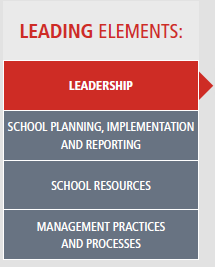 LEADING ELEMENTS:
LEADERSHIP
SCHOOL PLANNING, IMPLEMENTATION
AND REPORTING
SCHOOL RESOURCES
MANAGEMENT PRACTICES
AND PROCESSES